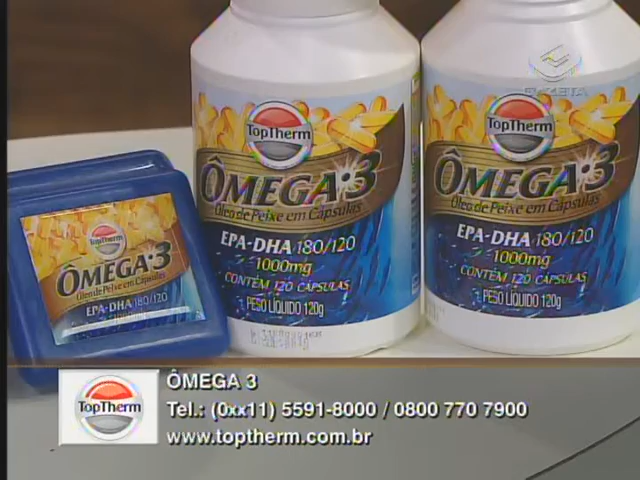 GAZETA
TopTherm
ÔMEGA•3
Óleo de Peixe em Cápsulas
EPA-DHA 180/120
1000mg
CONTÉM 120 CÁPSULAS
PESO LÍQUIDO 120g
TopTherm
ÔMEGA•3
Óleo de Peixe em Cápsulas
EPA-DHA 180/120
1000mg
CONTÉM 120 CÁPSULAS
PESO LÍQUIDO 120g
TopTherm
ÔMEGA•3
Óleo de Peixe em Cápsulas
EPA-DHA 180/120
TopTherm
ÔMEGA 3
Tel.: (0xx11) 5591-8000 / 0800 770 7900
www.toptherm.com.br